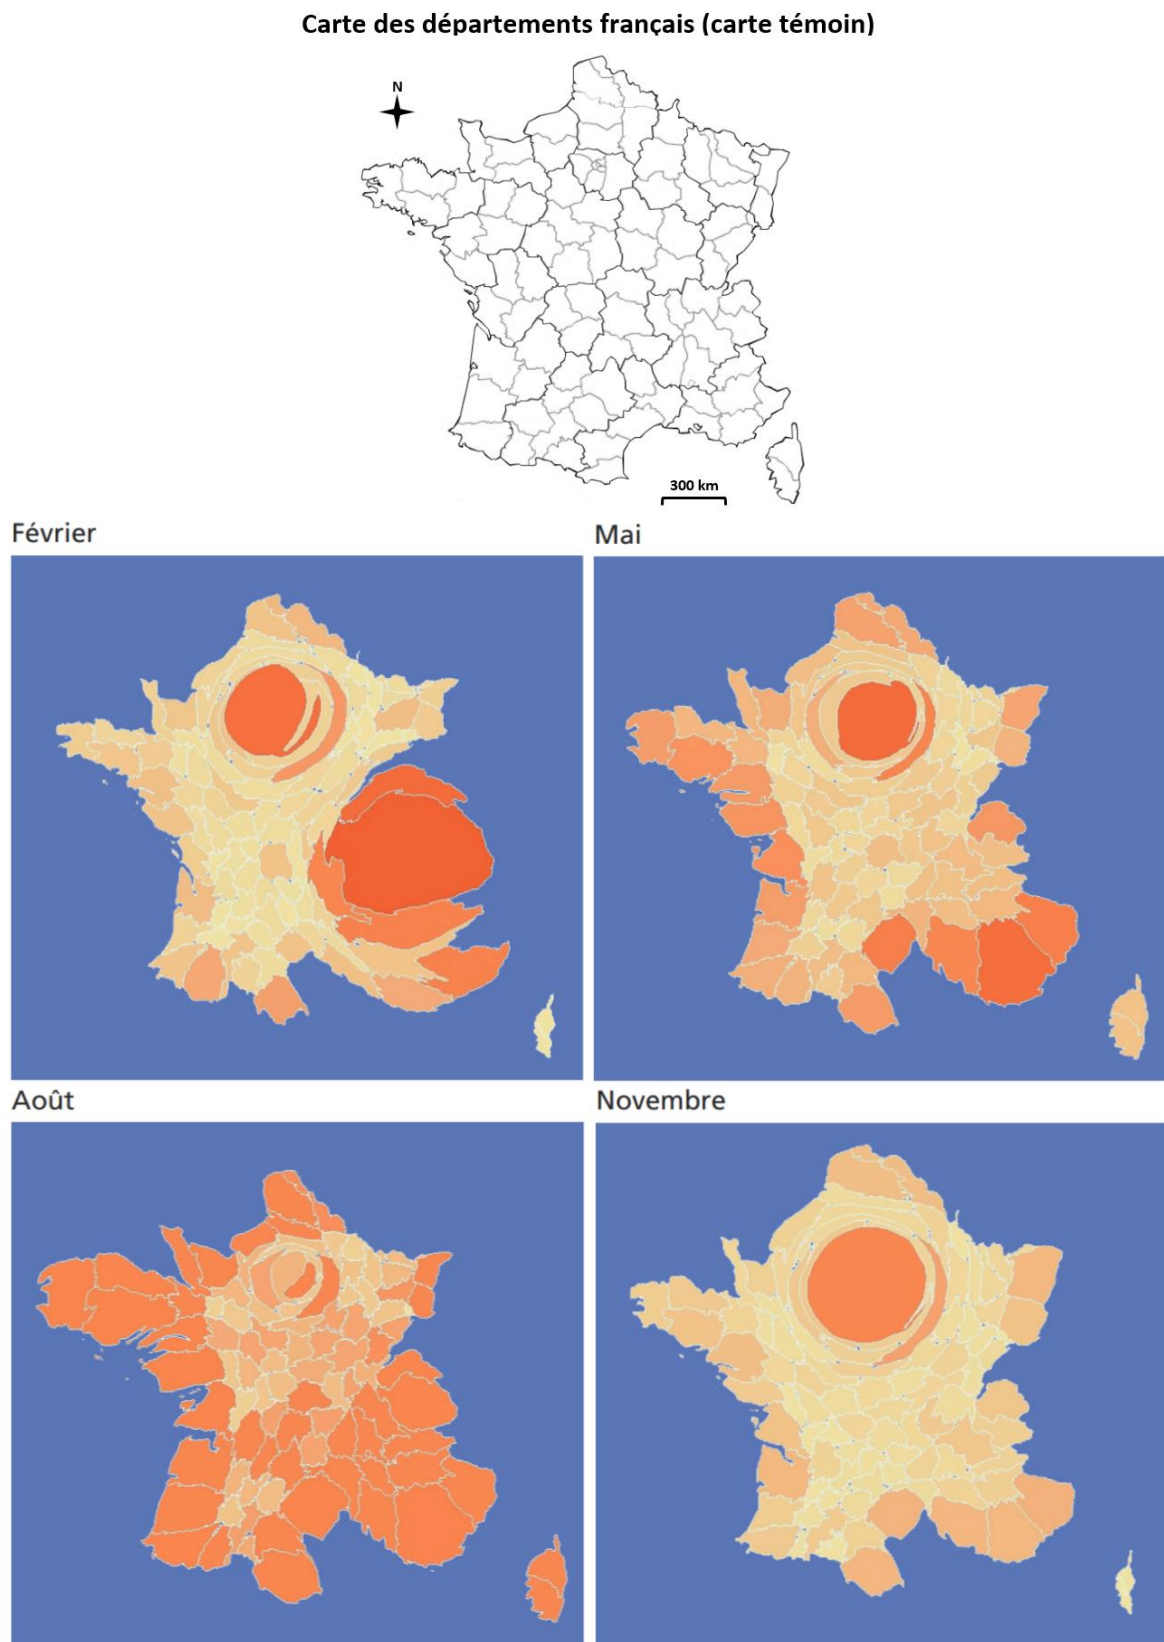 Carte des départements français (carte témoin)
N
300 km
Février
Mai
Août
Novembre